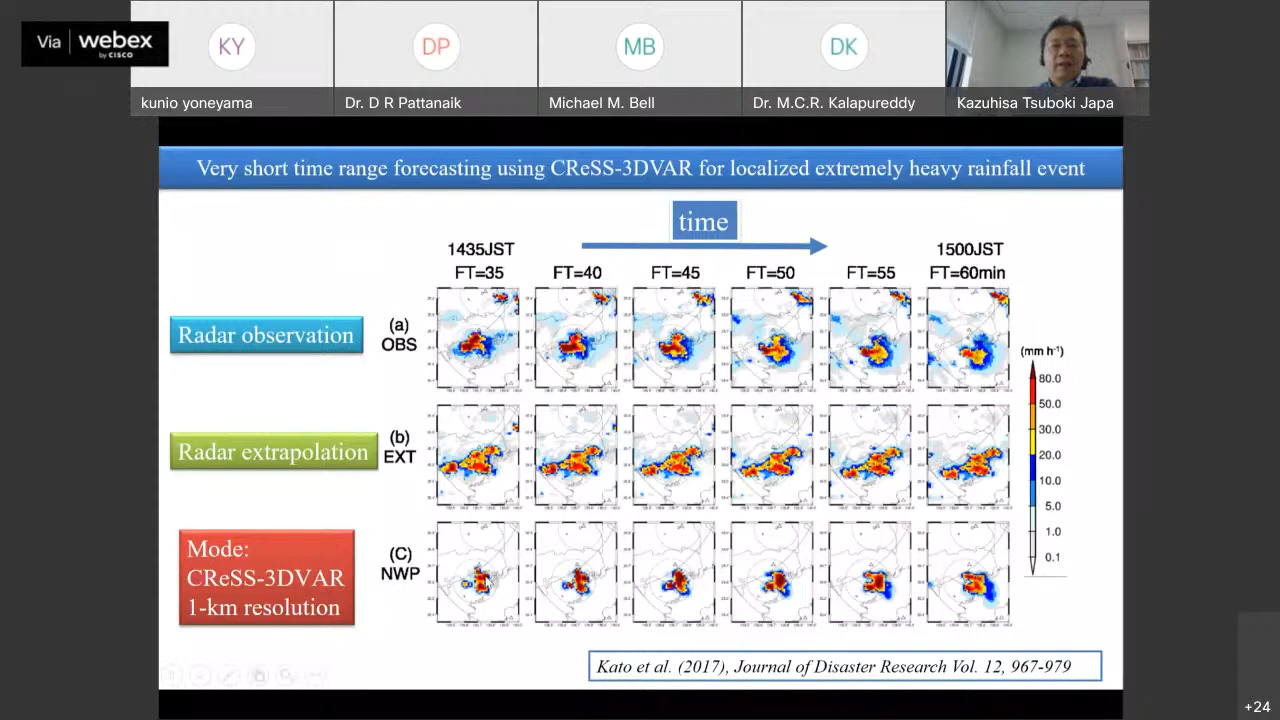 Via webex
by CISCO
KY
DP
MB
DK
kunio yoneyama
Dr. D R Pattanaik
Michael M. Bell
Dr. M.C.R. Kalapureddy
Kazuhisa Tsuboki Japa
Very short time range forecasting using CReSS-3DVAR for localized extremely heavy rainfall event
time
1435JST
1500JST
FT=35
FT=40
FT=45
FT=50
FT=55
FT=60min
Radar observation
(a)
OBS
(mm h-1)
80.0
50.0
30.0
20.0
10.0
5.0
1.0
0.1
Radar extrapolation
(b)
EXT
Mode:
CReSS-3DVAR
1-km resolution
(C)
NWP
Kato et al. (2017), Journal of Disaster Research Vol. 12, 967-979
+24